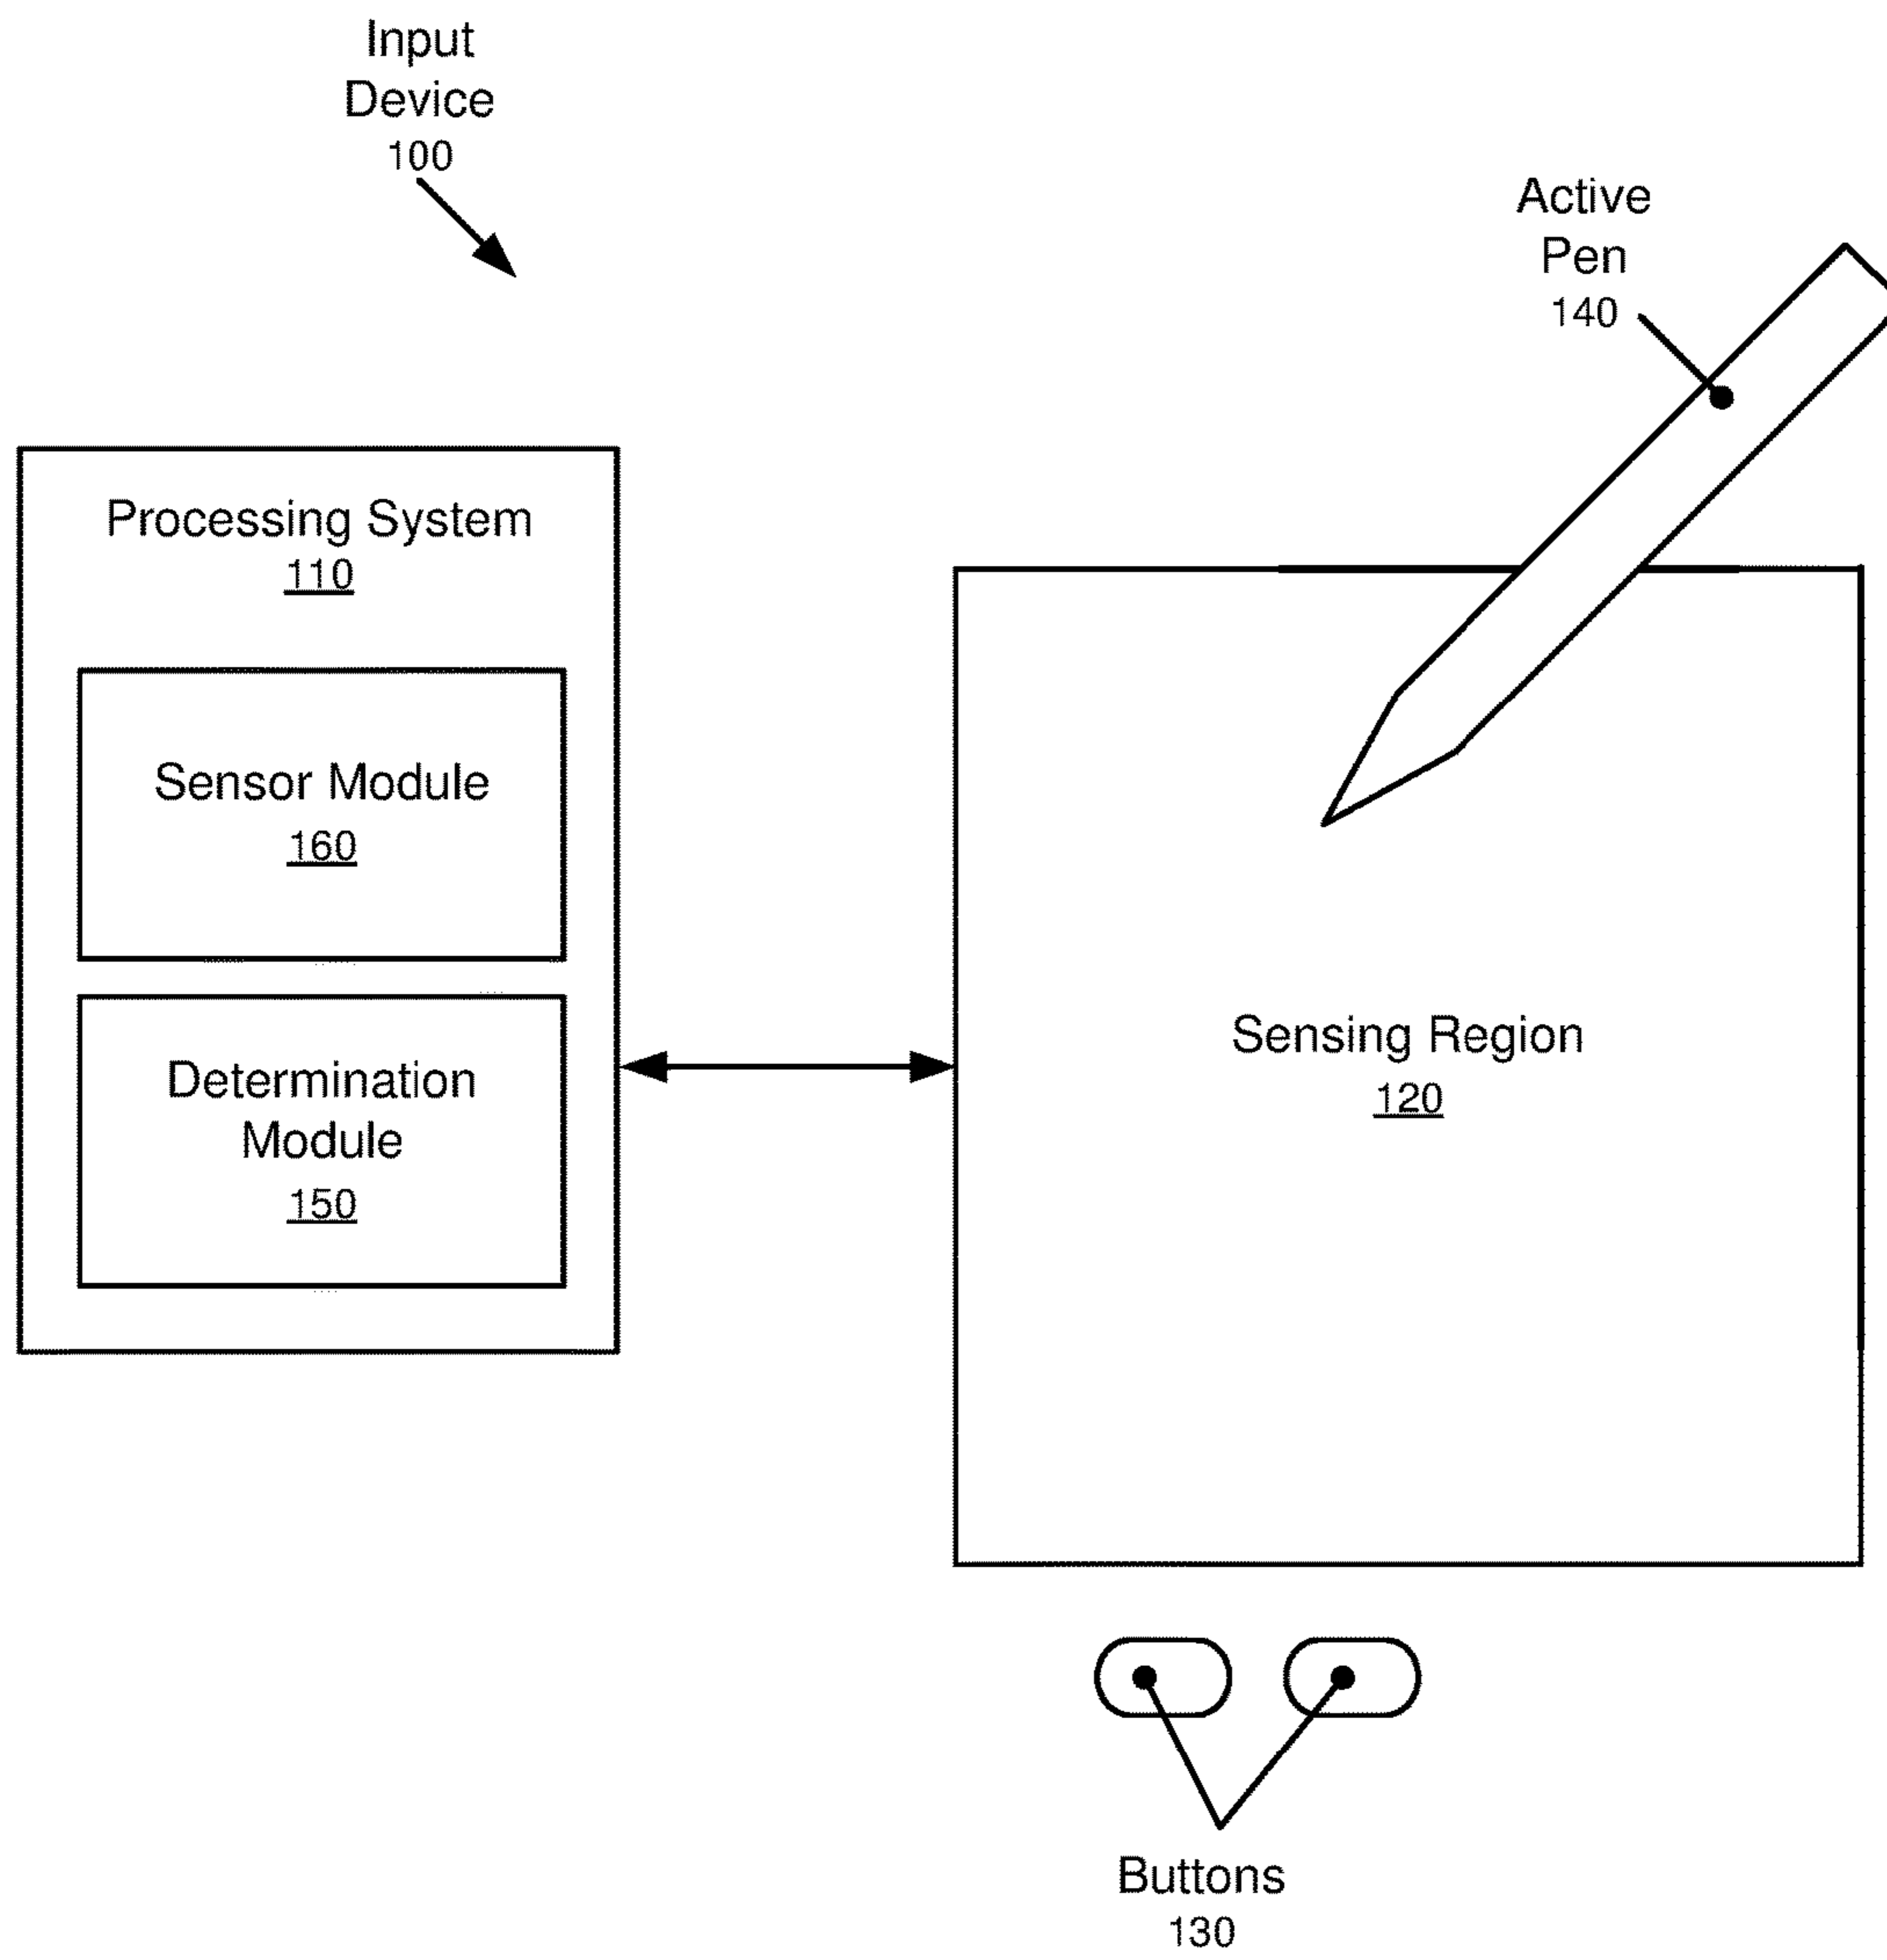 Input
Device
100
Active
Pen
140
Processing System
110
Sensor Module
160
Determination
Module
150
Sensing Region
120
Buttons
130